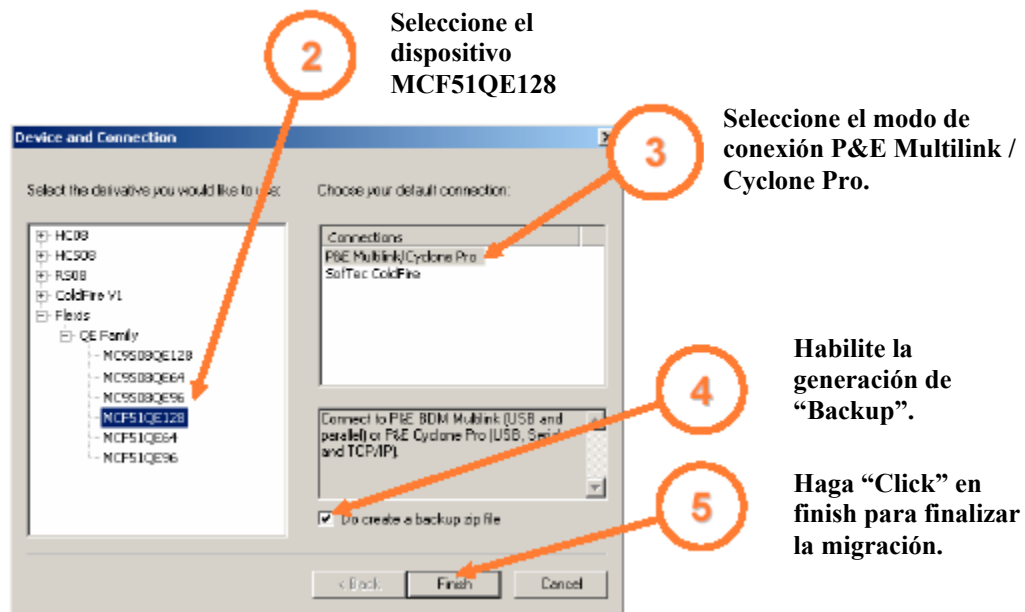 2
Seleccione el
dispositivo
MCF51QE128
3
Seleccione el modo de
conexión P&E Multilink /
Cyclone Pro.
Device and Connection
Select the derivative you would like to use:
HC08
HCS08
RS08
ColdFire V1
Flexis
QE Family
MC9S08QE128
MC9S08QE64
MC9S08QE96
MCF51QE128
MCF51QE64
MCF51QE96
Choose your default connection:
Connections
P&E Multilink/Cyclone Pro
SofTec ColdFire
Connect to P&E BDM Multilink (USB and
parallel) or P&E Cyclone Pro (USB, Serial
and TCP/IP).
Do create a backup zip file
< Back
Finish
Cancel
4
Habilite la
generación de
“Backup”.
5
Haga “Click” en
finish para finalizar
la migración.